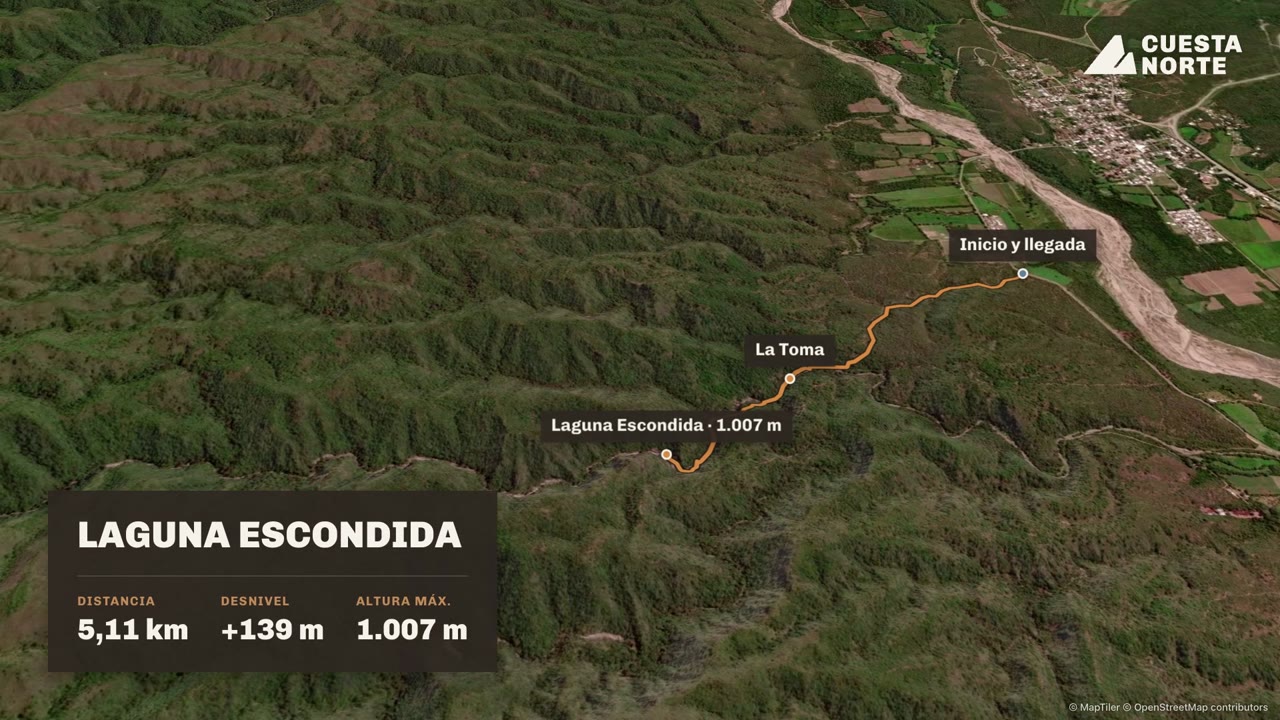 CUESTA
NORTE
Inicio y llegada
La Toma
Laguna Escondida · 1.007 m
LAGUNA ESCONDIDA
DISTANCIA DESNIVEL ALTURA MÁX.
5,11 km +139 m 1.007 m
© MapTiler © OpenStreetMap contributors